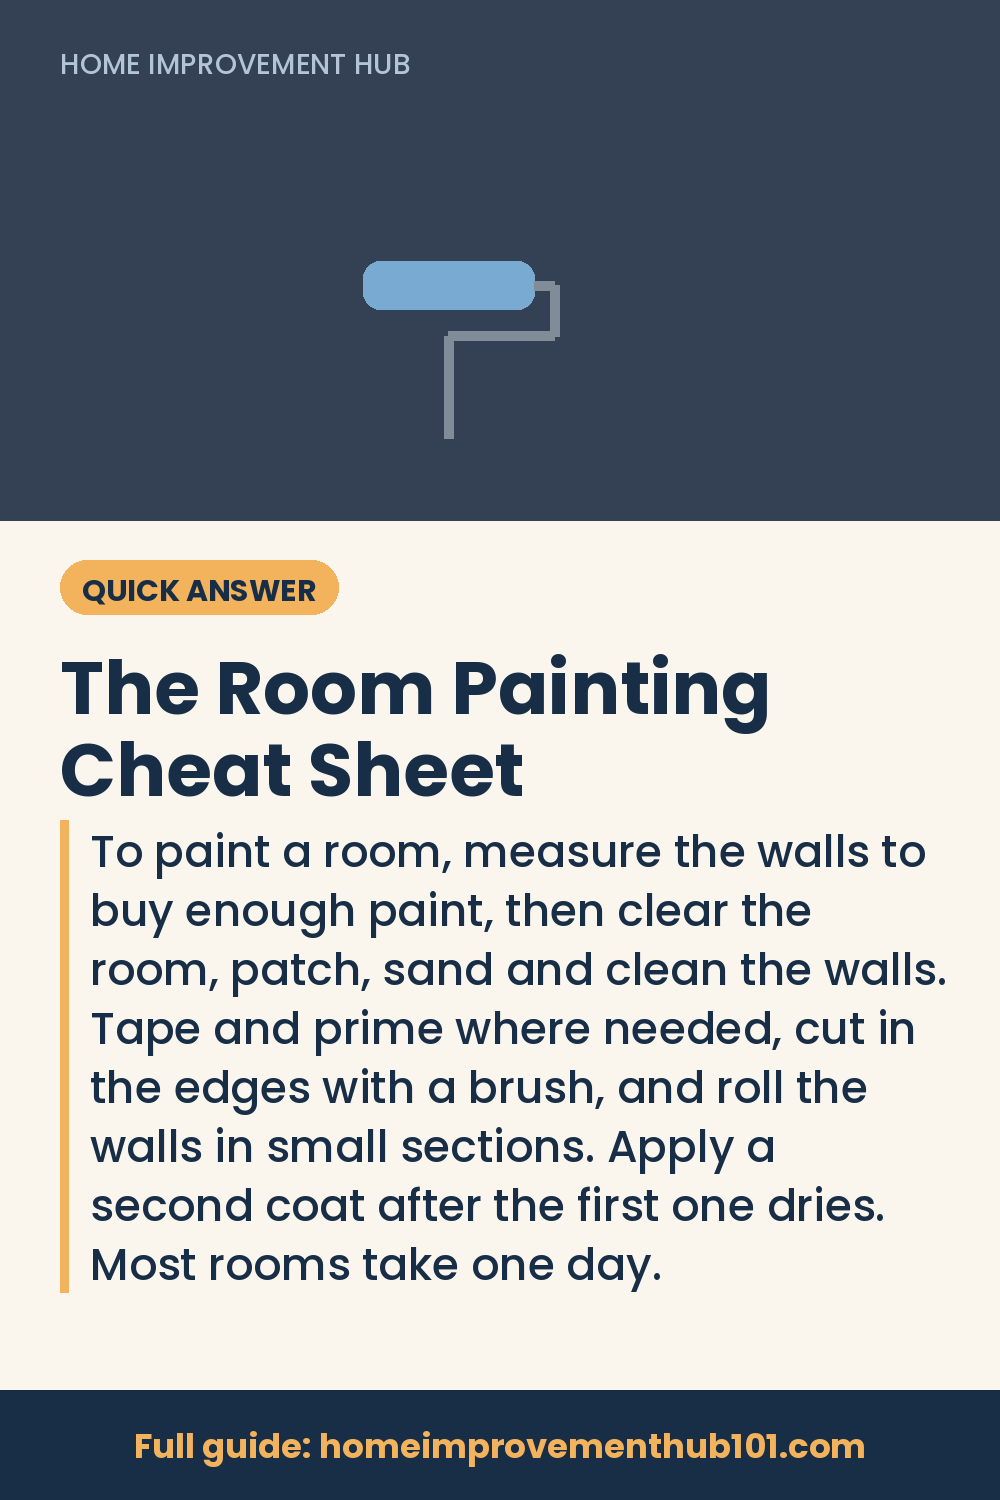 HOME IMPROVEMENT HUB
QUICK ANSWER
The Room Painting
Cheat Sheet
To paint a room, measure the walls to
buy enough paint, then clear the
room, patch, sand and clean the walls.
Tape and prime where needed, cut in
the edges with a brush, and roll the
walls in small sections. Apply a
second coat after the first one dries.
Most rooms take one day.
Full guide: homeimprovementhub101.com